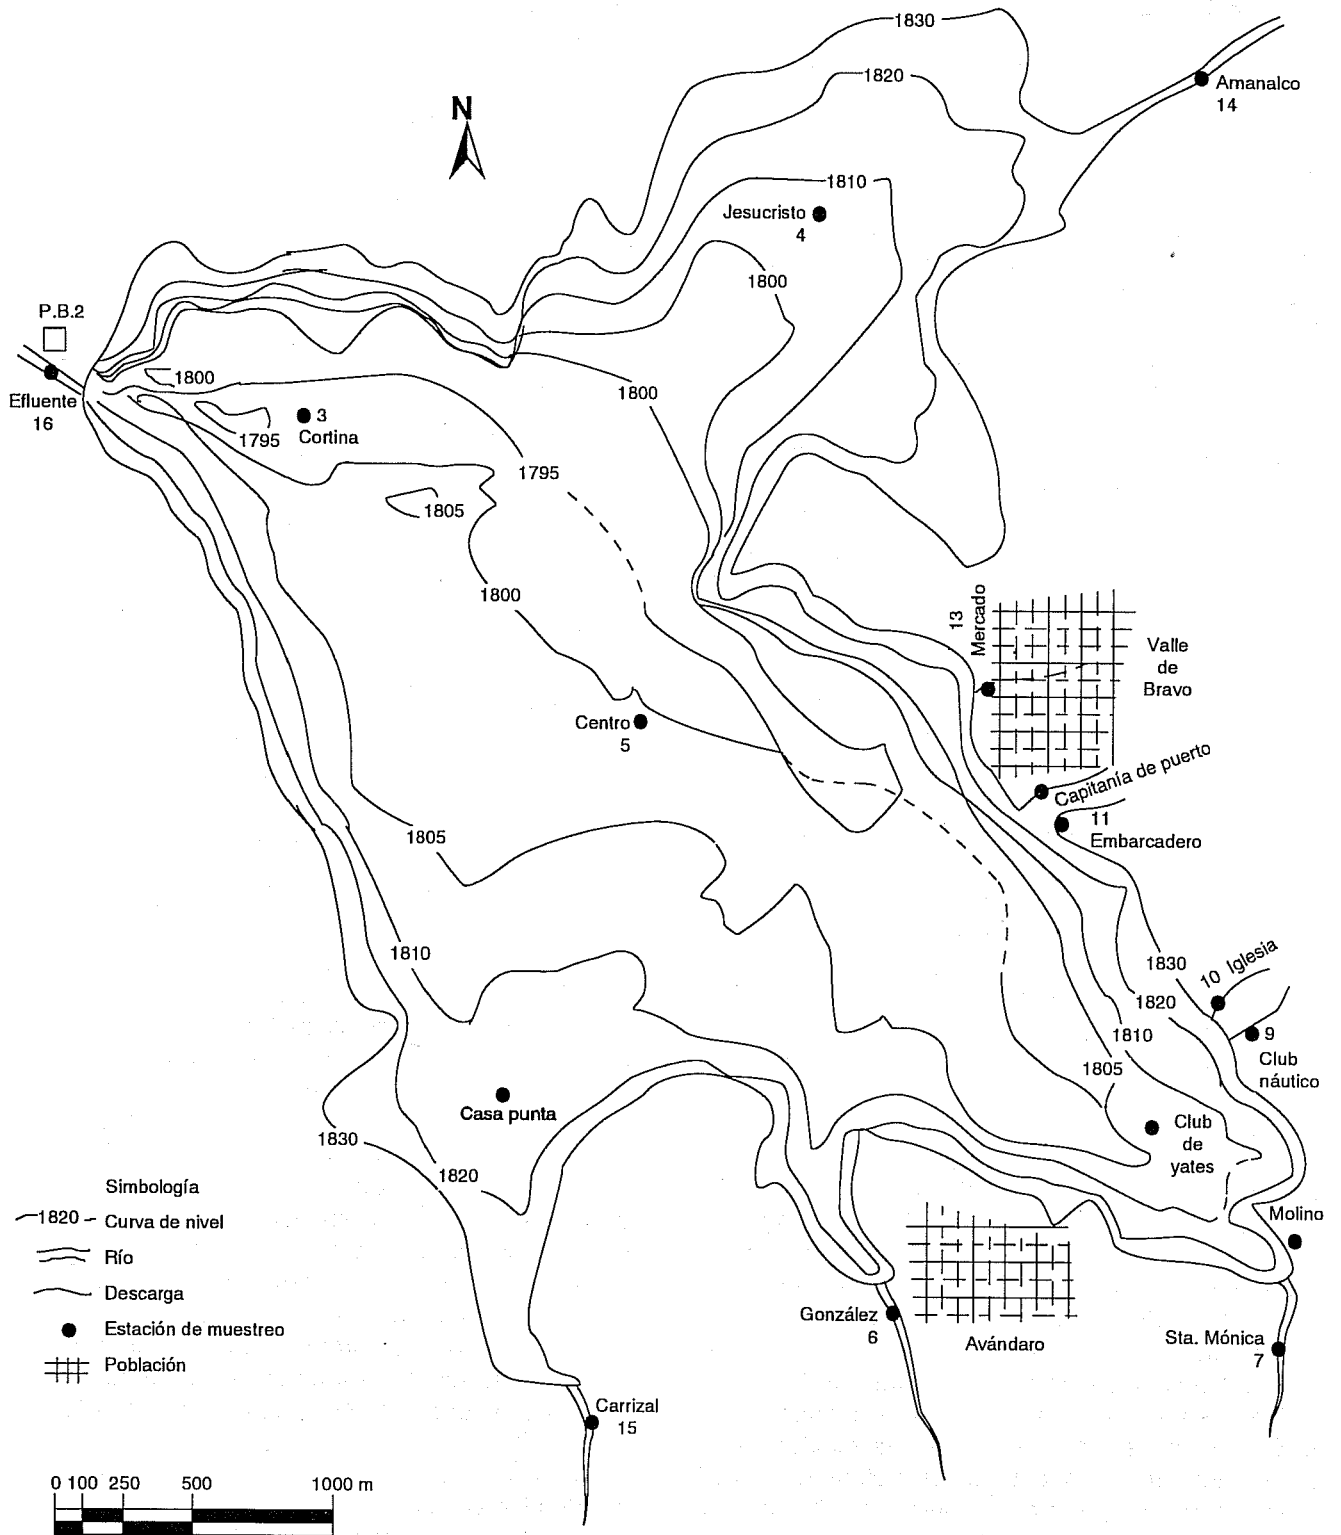 1830
1820
Amanalco
14
N
1810
Jesucristo
4
1800
P.B.2
1800
1800
Efluente
16
3
Cortina
1795
1795
1805
1800
13
Mercado
Valle
de
Bravo
Centro
5
Capitanía de puerto
11
Embarcadero
1805
1810
1830
10 Iglesia
1820
9
Club
náutico
1810
1805
Casa punta
Club
de
yates
1830
1820
Simbología
1820
Curva de nivel
Río
Descarga
Estación de muestreo
Población
Molino
González
6
Avándaro
Sta. Mónica
7
Carrizal
15
0 100 250 500 1000 m